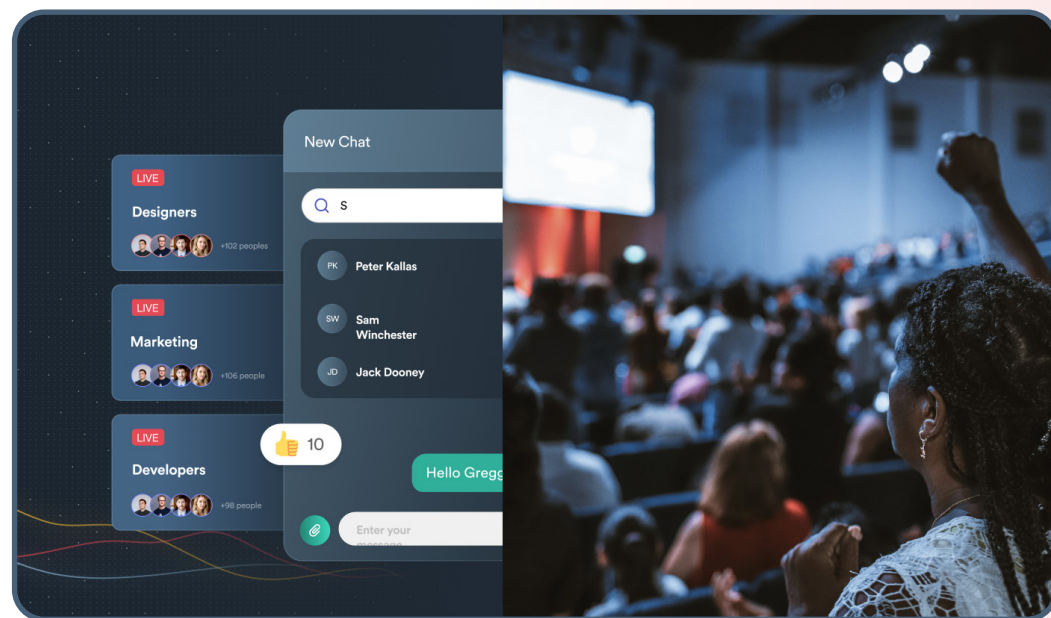 New Chat
LIVE
Designers
+102 peoples
S
PK
Peter Kallas
LIVE
Marketing
+106 people
SW
Sam
Winchester
JD
Jack Dooney
LIVE
Developers
+98 people
👍 10
Hello Gregg
Enter your
message